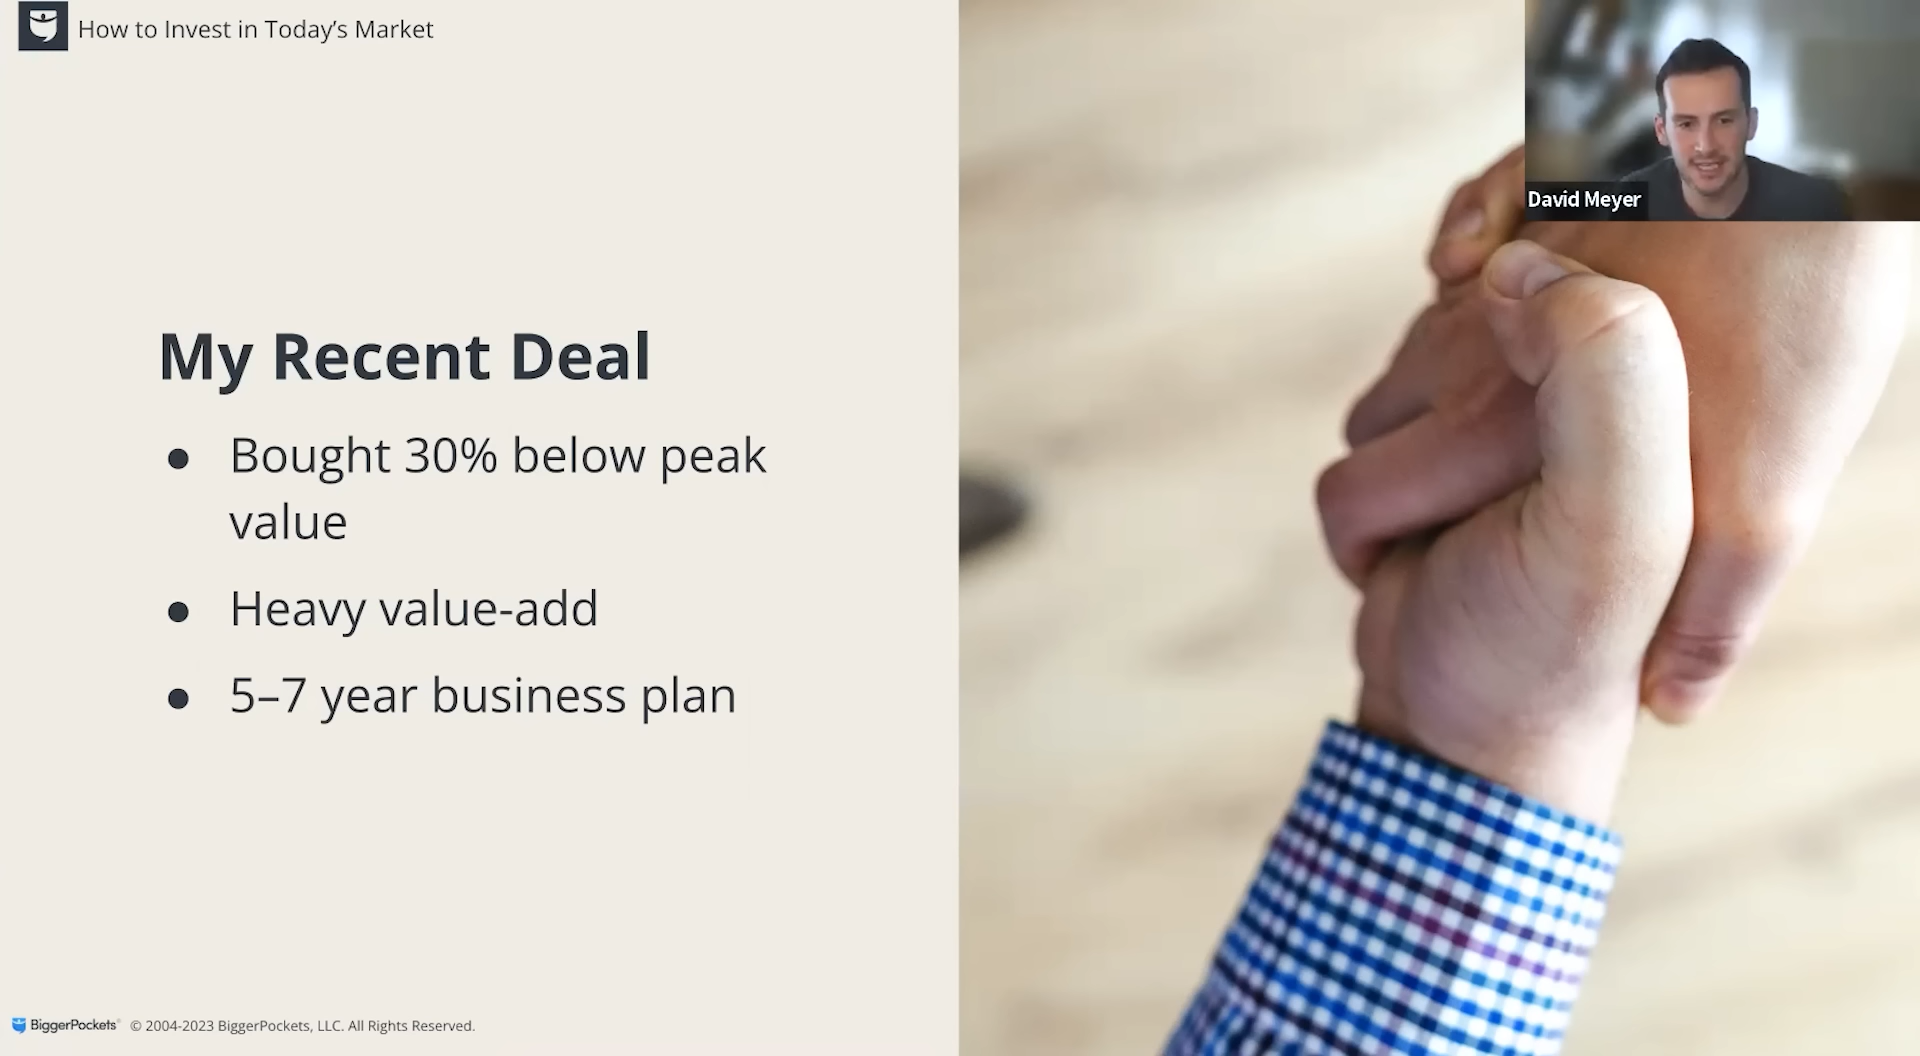 How to Invest in Today’s Market
David Meyer
My Recent Deal
● Bought 30% below peak
value
● Heavy value-add
● 5–7 year business plan
BiggerPockets® © 2004-2023 BiggerPockets, LLC. All Rights Reserved.